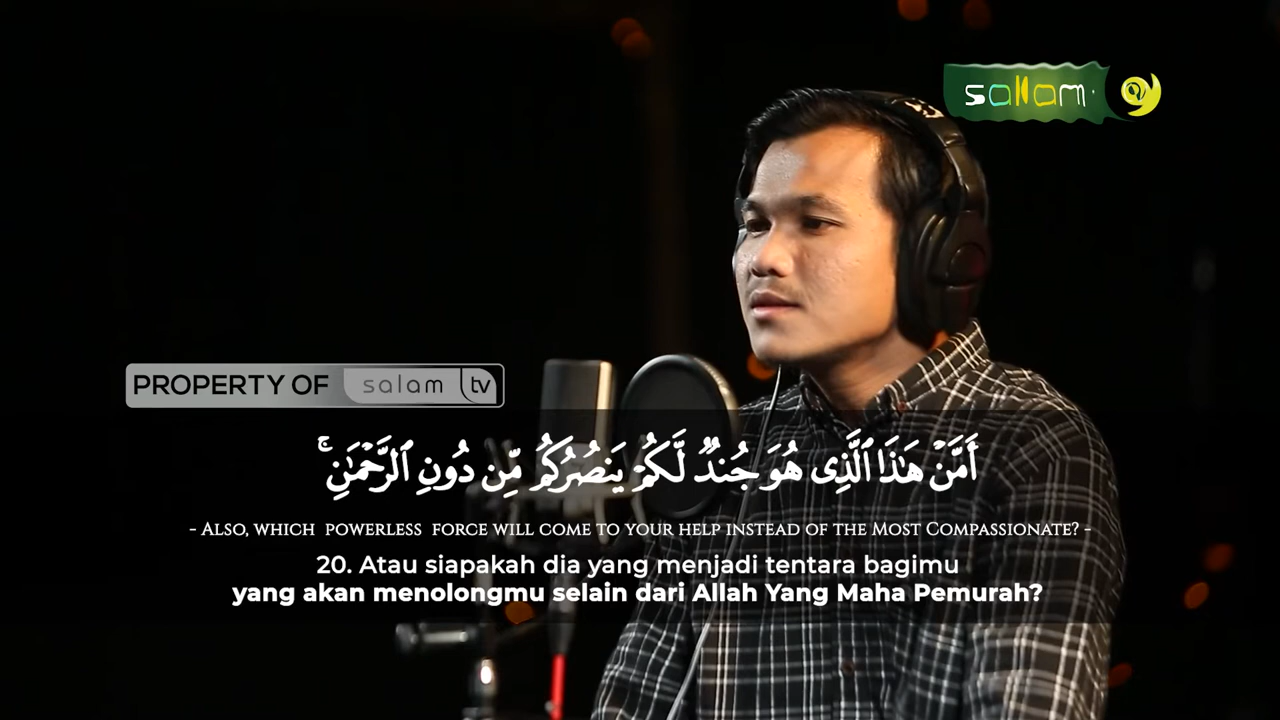 sallam
PROPERTY OF salam tv
أَمَّنْ هَٰذَا ٱلَّذِى هُوَ جُندٌ لَّكُمْ يَنصُرُكُم مِّن دُونِ ٱلرَّحْمَٰنِ ۚ
- Also, which powerless force will come to your help instead of the Most Compassionate? -
20. Atau siapakah dia yang menjadi tentara bagimu
yang akan menolongmu selain dari Allah Yang Maha Pemurah?